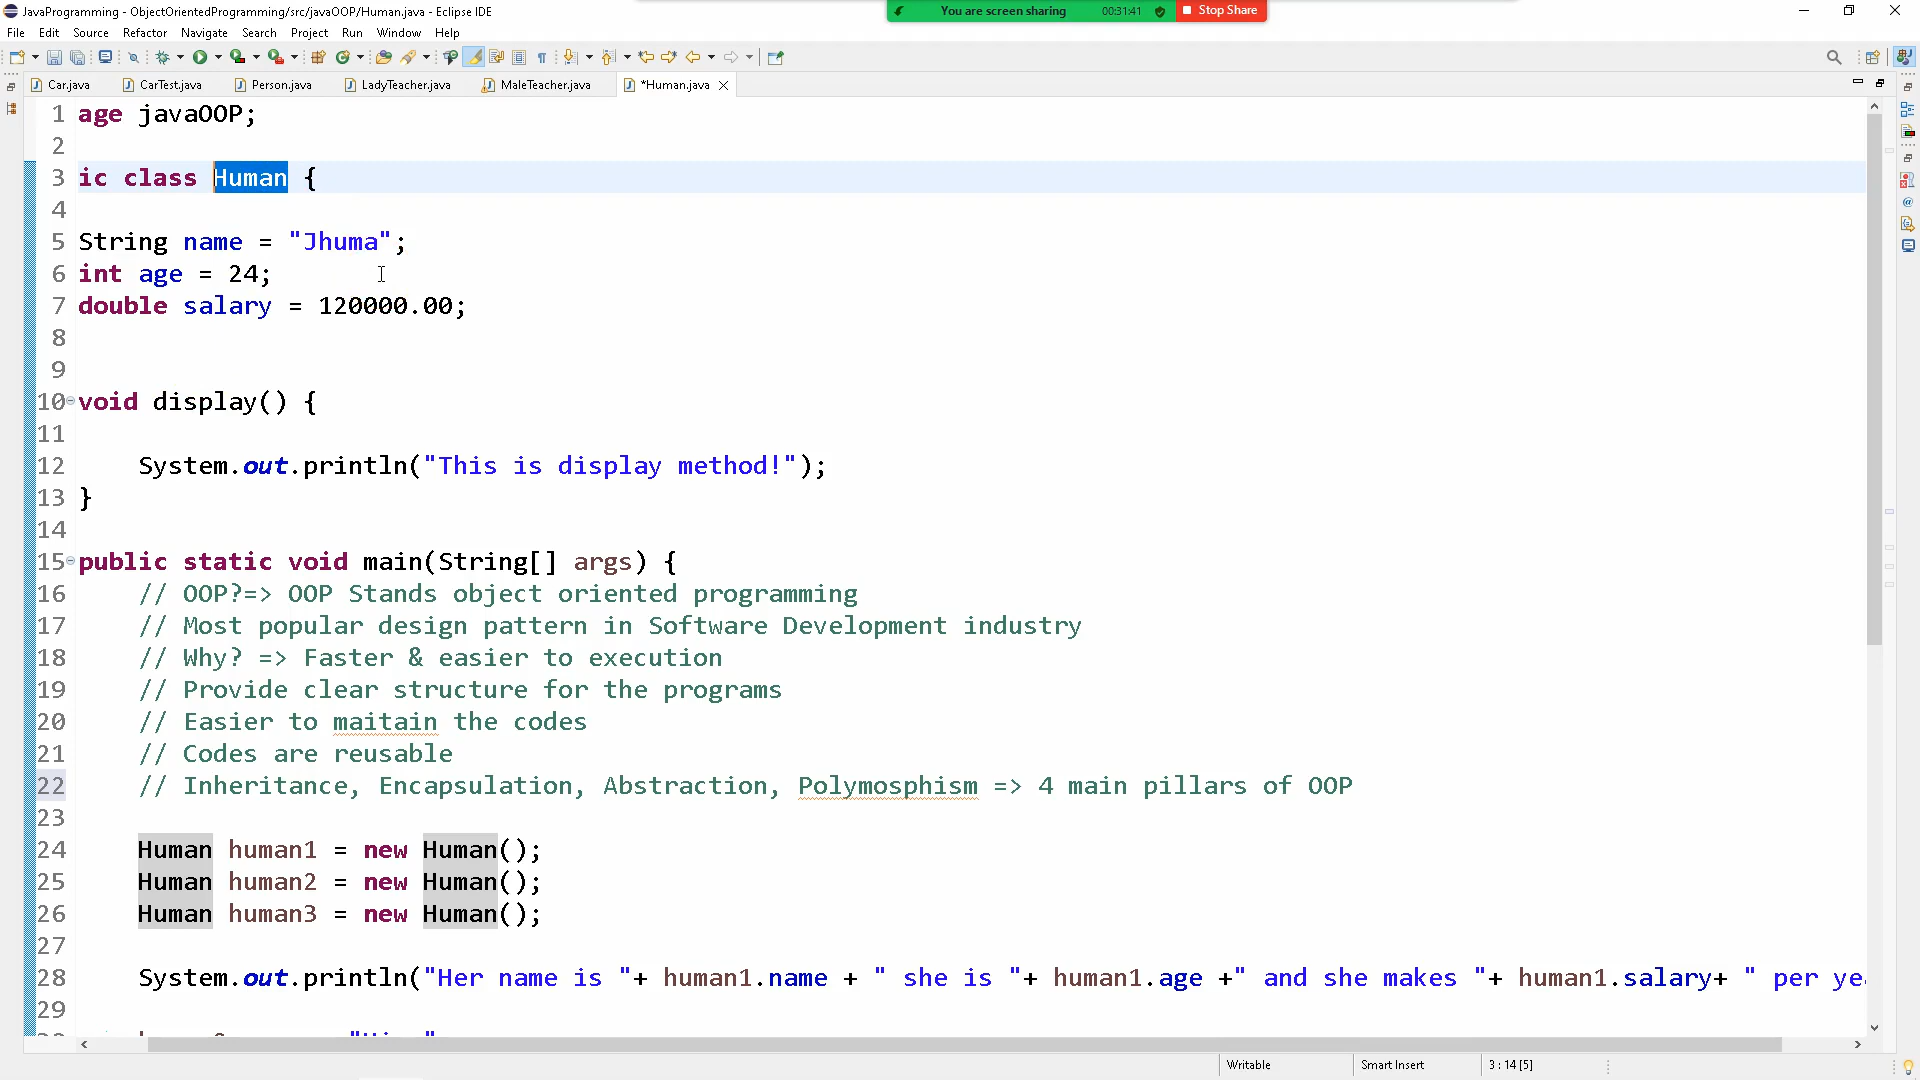 JavaProgramming - ObjectOrientedProgramming/src/javaOOP/Human.java - Eclipse IDE
You are screen sharing 00:31:41 Stop Share
File Edit Source Refactor Navigate Search Project Run Window Help
Car.java CarTest.java Person.java LadyTeacher.java MaleTeacher.java *Human.java
1 age javaOOP;
2
3 ic class Human {
4
5 String name = "Jhuma";
6 int age = 24;
7 double salary = 120000.00;
8
9
10 void display() {
11
12 System.out.println("This is display method!");
13 }
14
15 public static void main(String[] args) {
16 // OOP?=> OOP Stands object oriented programming
17 // Most popular design pattern in Software Development industry
18 // Why? => Faster & easier to execution
19 // Provide clear structure for the programs
20 // Easier to maitain the codes
21 // Codes are reusable
22 // Inheritance, Encapsulation, Abstraction, Polymosphism => 4 main pillars of OOP
23
24 Human human1 = new Human();
25 Human human2 = new Human();
26 Human human3 = new Human();
27
28 System.out.println("Her name is "+ human1.name + " she is "+ human1.age +" and she makes "+ human1.salary+ " per
29
Writable Smart Insert 3 : 14 [5]